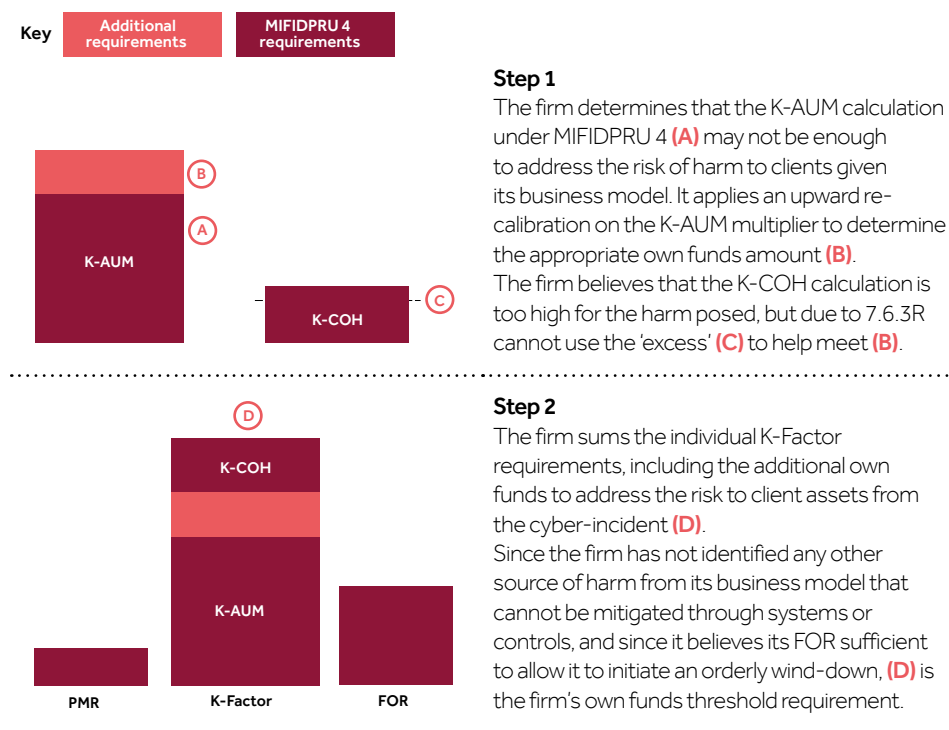 Key
Additional
requirements
MIFIDPRU 4
requirements
B
A
K-AUM
C
K-COH
Step 1
The firm determines that the K-AUM calculation
under MIFIDPRU 4 (A) may not be enough
to address the risk of harm to clients given
its business model. It applies an upward re-
calibration on the K-AUM multiplier to determine
the appropriate own funds amount (B).
The firm believes that the K-COH calculation is
too high for the harm posed, but due to 7.6.3R
cannot use the ‘excess’ (C) to help meet (B).
D
K-COH
K-AUM
PMR
K-Factor
FOR
Step 2
The firm sums the individual K-Factor
requirements, including the additional own
funds to address the risk to client assets from
the cyber-incident (D).
Since the firm has not identified any other
source of harm from its business model that
cannot be mitigated through systems or
controls, and since it believes its FOR sufficient
to allow it to initiate an orderly wind-down, (D) is
the firm’s own funds threshold requirement.